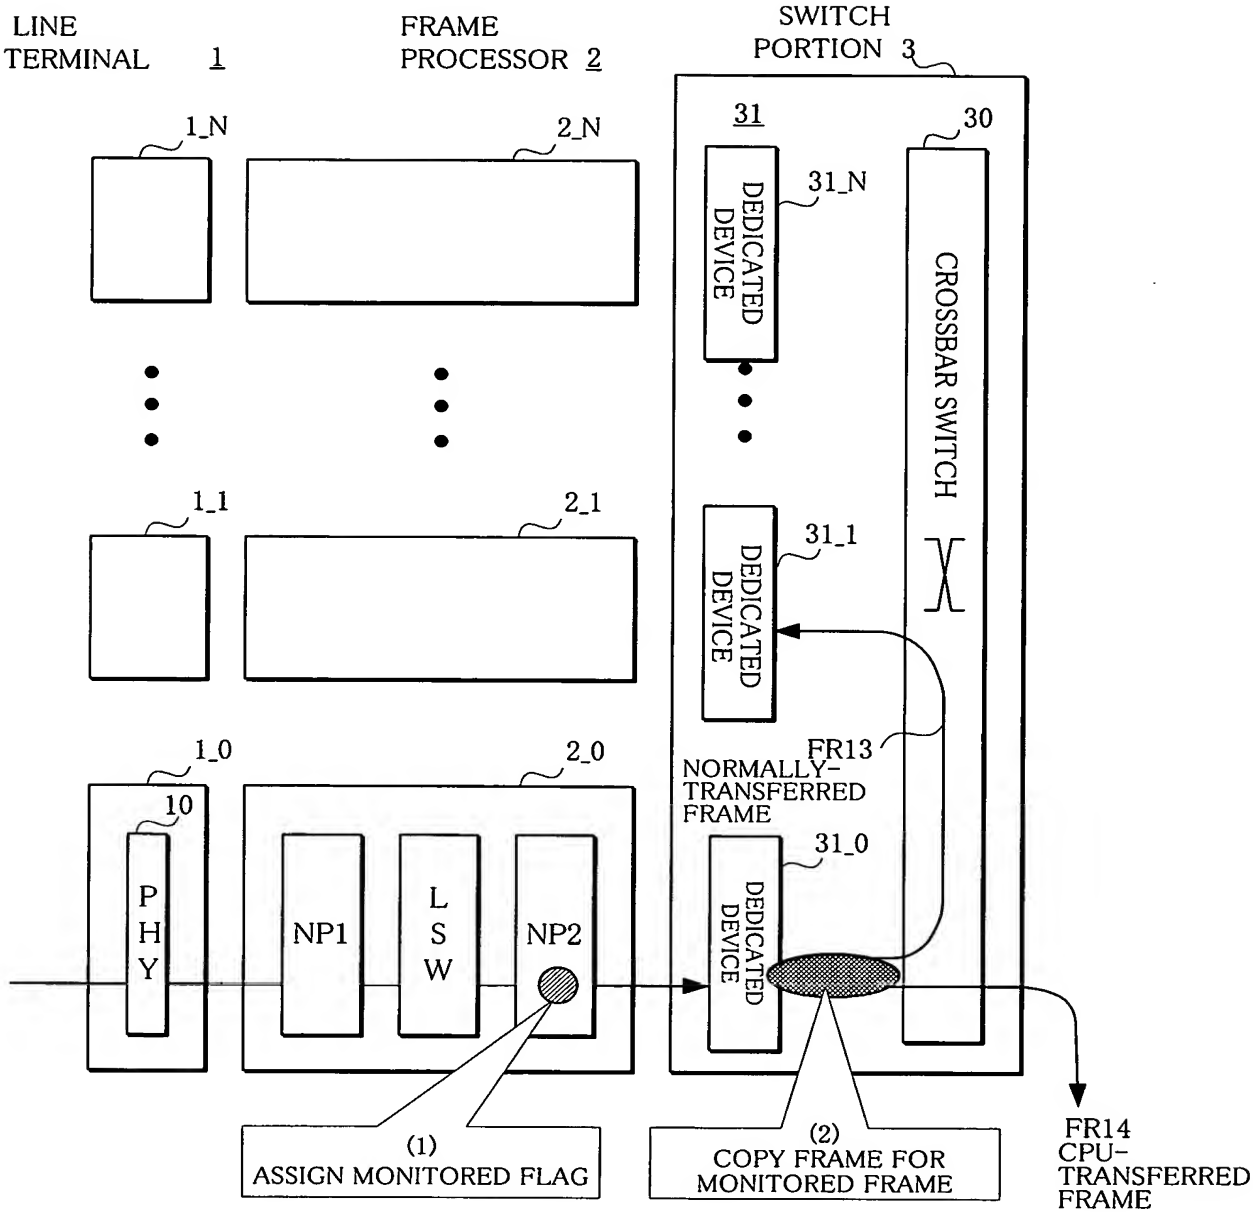 LINE
TERMINAL 1
FRAME
PROCESSOR 2
SWITCH
PORTION 3
1_N
2_N
31
30
31_N
DEDICATED
DEVICE
CROSSBAR SWITCH
1_1
2_1
31_1
DEDICATED
DEVICE
FR13
NORMALLY-
TRANSFERRED
FRAME
1_0
2_0
10
31_0
PHY
NP1
LSW
NP2
DEDICATED
DEVICE
(1)
ASSIGN MONITORED FLAG
(2)
COPY FRAME FOR
MONITORED FRAME
FR14
CPU-
TRANSFERRED
FRAME